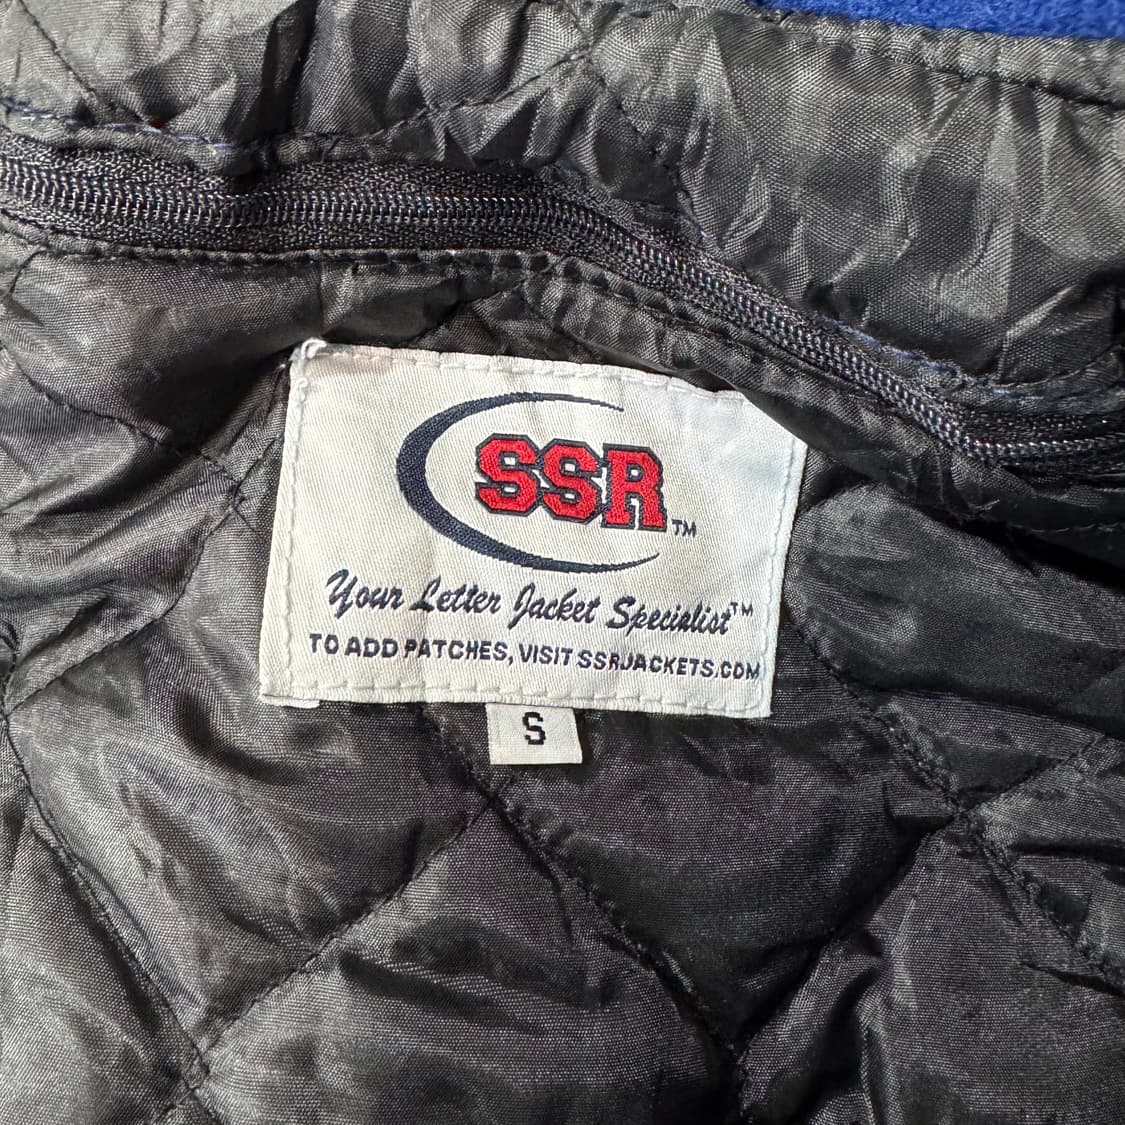 SSR™
Your Letter Jacket Specialist™
TO ADD PATCHES, VISIT SSRJACKETS.COM
S